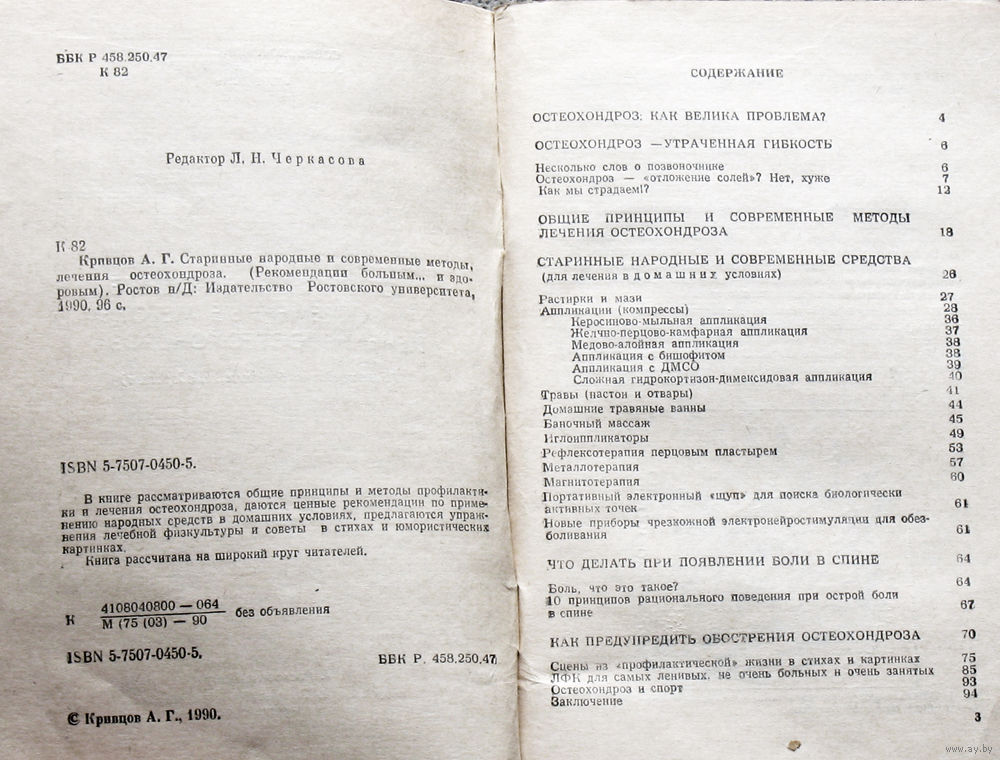 ББК Р 458.250.47
К 82
Редактор Л. Н. Черкасова
К 82
Кривцов А. Г. Старинные народные и современные методы,
лечения остеохондроза. (Рекомендации больным... и здо-
ровым). Ростов н/Д: Издательство Ростовского университета,
1990, 96 с.
ISBN 5-7507-0450-5.
В книге рассматриваются общие принципы и методы профилакти-
ки и лечения остеохондроза, даются ценные рекомендации по приме-
нению народных средств в домашних условиях, предлагаются упраж-
нения лечебной физкультуры и советы в стихах и юмористических
картинках.
Книга рассчитана на широкий круг читателей.
К 4108040800 — 064
М (75 (03) — 90 без объявления
ISBN 5-7507-0450-5.
ББК Р. 458.250.47
© Кривцов А. Г., 1990.
СОДЕРЖАНИЕ
ОСТЕОХОНДРОЗ: КАК ВЕЛИКА ПРОБЛЕМА? 4
ОСТЕОХОНДРОЗ — УТРАЧЕННАЯ ГИБКОСТЬ 6
Несколько слов о позвоночнике 6
Остеохондроз — «отложение солей»? Нет, хуже 7
Как мы страдаем!? 13
ОБЩИЕ ПРИНЦИПЫ И СОВРЕМЕННЫЕ МЕТОДЫ
ЛЕЧЕНИЯ ОСТЕОХОНДРОЗА 18
СТАРИННЫЕ НАРОДНЫЕ И СОВРЕМЕННЫЕ СРЕДСТВА
(для лечения в домашних условиях) 26
Растирки и мази 27
Аппликации (компрессы) 28
Керосиново-мыльная аппликация 36
Желчно-перцово-камфарная аппликация 37
Медово-алойная аппликация 38
Аппликация с бишофитом 38
Аппликация с ДМСО 39
Сложная гидрокортизон-димексидовая аппликация 40
Травы (настои и отвары) 41
Домашние травяные ванны 44
Баночный массаж 45
Иглоиппликаторы 49
Рефлексотерапия перцовым пластырем 53
Металлотерапия 57
Магнитотерапия 60
Портативный электронный «щуп» для поиска биологически
активных точек 61
Новые приборы чрезкожной электронейростимуляции для обез-
боливания 61
ЧТО ДЕЛАТЬ ПРИ ПОЯВЛЕНИИ БОЛИ В СПИНЕ 64
Боль, что это такое? 64
10 принципов рационального поведения при острой боли
в спине 67
КАК ПРЕДУПРЕДИТЬ ОБОСТРЕНИЯ ОСТЕОХОНДРОЗА 70
Сцены из «профилактической» жизни в стихах и картинках 75
ЛФК для самых ленивых, не очень больных и очень занятых 85
Остеохондроз и спорт 93
Заключение 94
3
www.ay.by